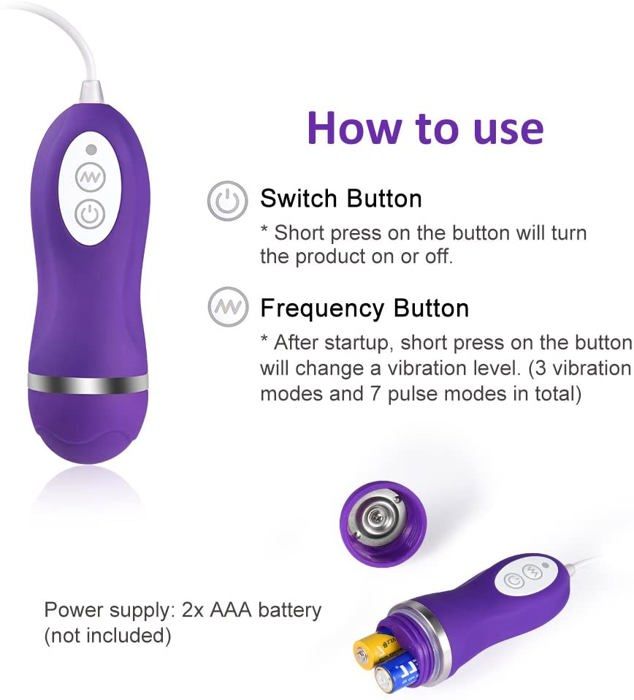 How to use
Switch Button
* Short press on the button will turn
the product on or off.
Frequency Button
* After startup, short press on the button
will change a vibration level. (3 vibration
modes and 7 pulse modes in total)
Power supply: 2x AAA battery
(not included)